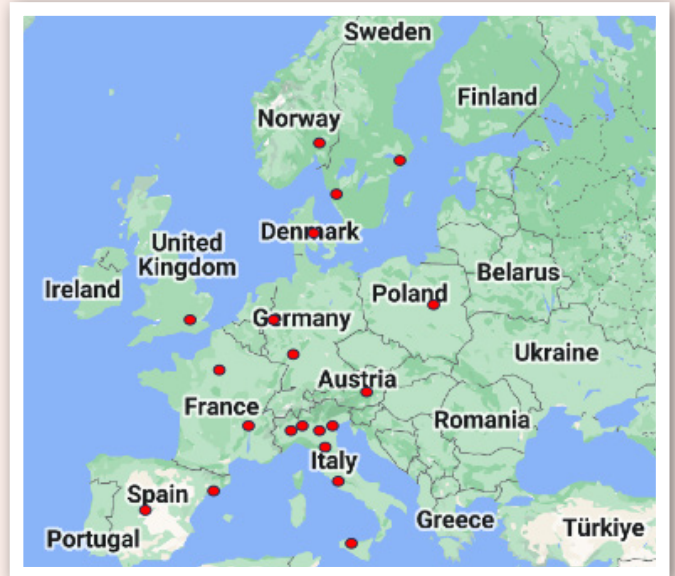 Sweden
Finland
Norway
Denmark
United
Kingdom
Ireland
Belarus
Poland
Germany
Ukraine
Austria
France
Romania
Italy
Spain
Greece
Türkiye
Portugal